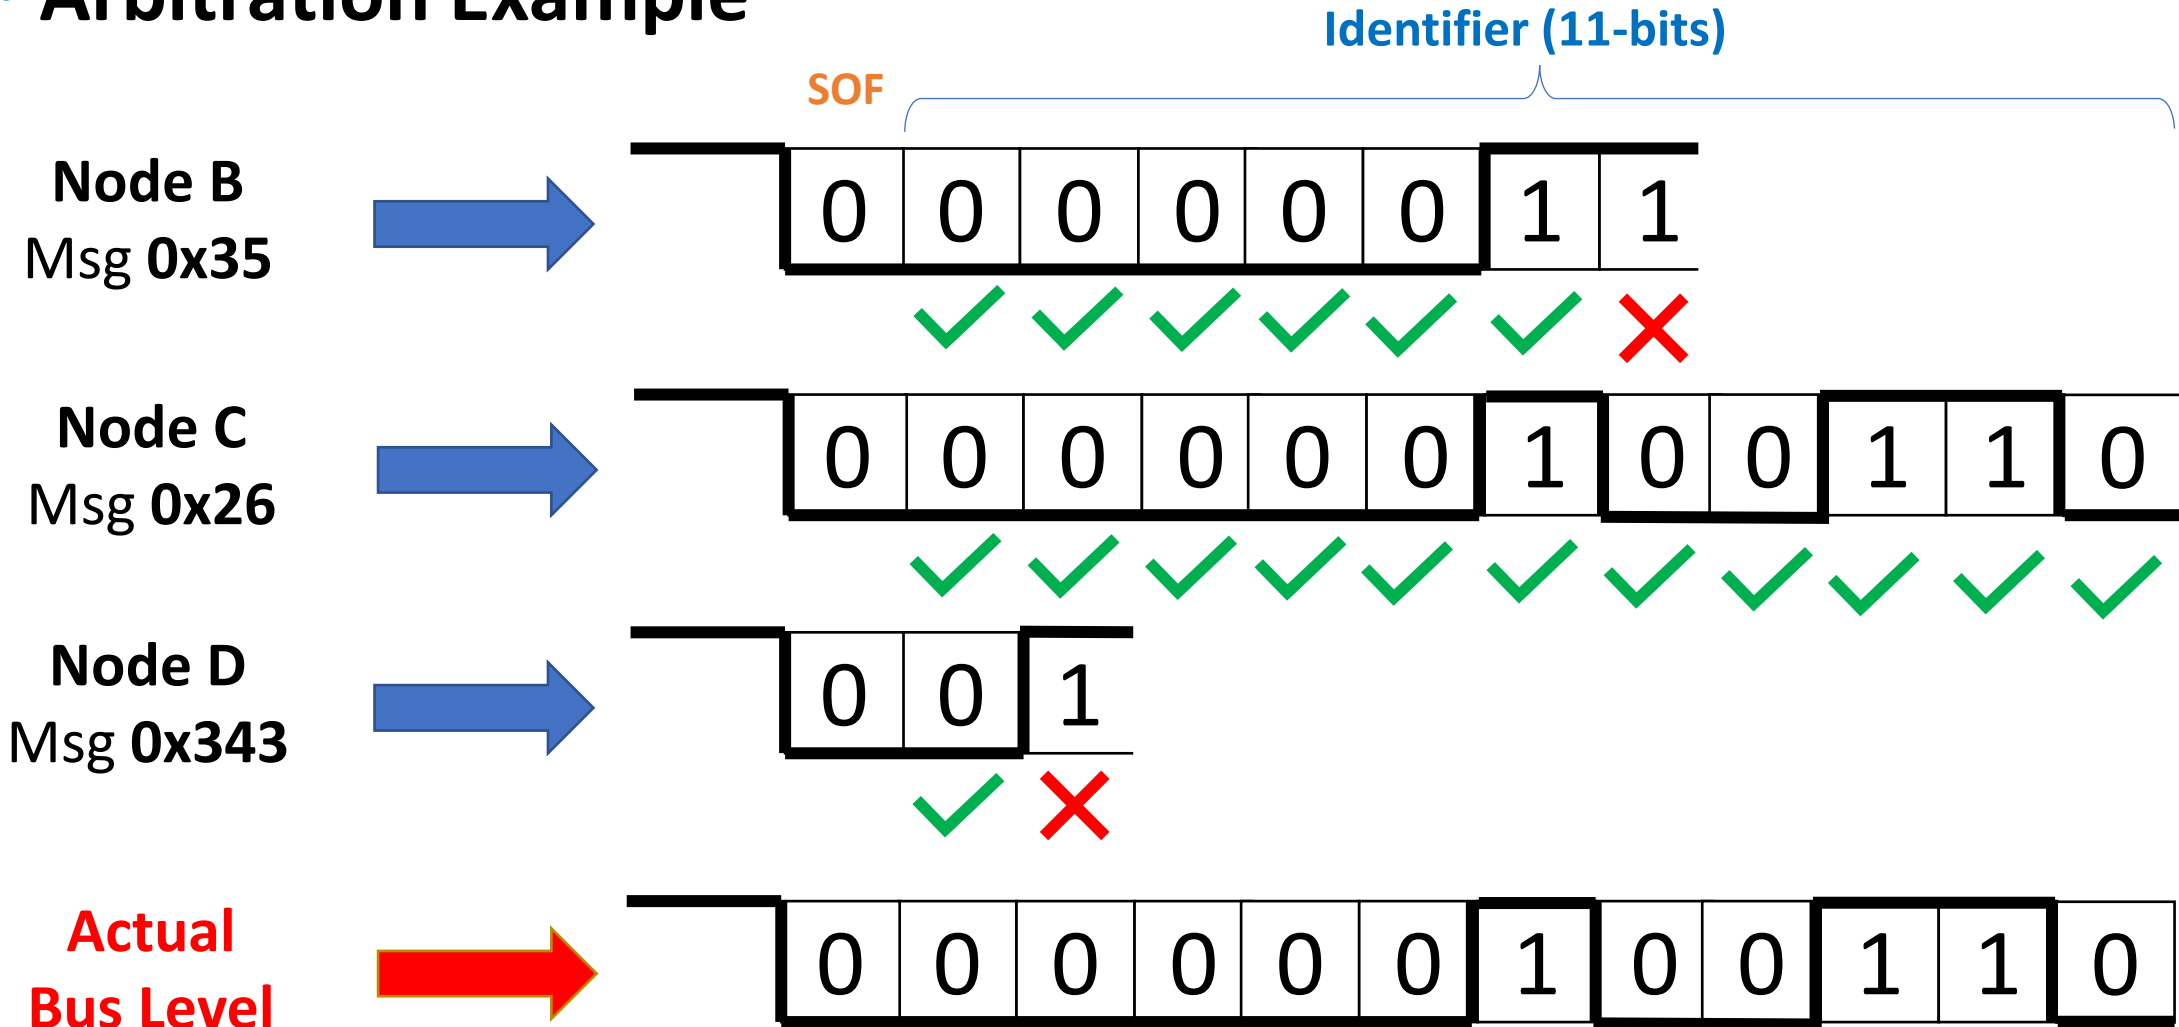 • Arbitration Example
Identifier (11-bits)
SOF
Node B
Msg 0x35
0 0 0 0 0 0 1 1
Node C
Msg 0x26
0 0 0 0 0 0 1 0 0 1 1 0
Node D
Msg 0x343
0 0 1
Actual
Bus Level
0 0 0 0 0 0 1 0 0 1 1 0